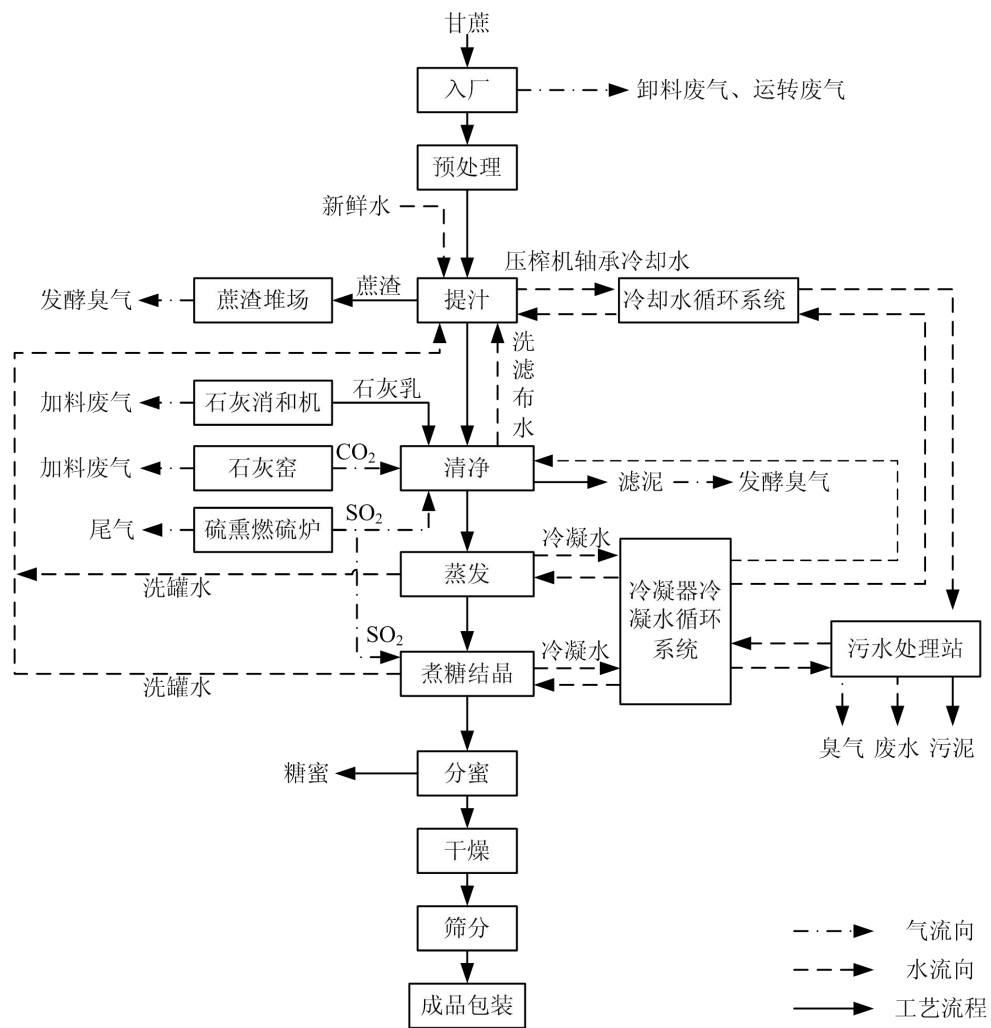 甘蔗
入厂
卸料废气、运转废气
预处理
新鲜水
压榨机轴承冷却水
发酵臭气
蔗渣堆场
蔗渣
提汁
冷却水循环系统
洗
滤
布
水
加料废气
石灰消和机
石灰乳
加料废气
石灰窑
CO₂
清净
滤泥
发酵臭气
尾气
硫熏燃硫炉
SO₂
冷凝水
蒸发
洗罐水
冷凝器冷
凝水循环
系统
SO₂
冷凝水
污水处理站
煮糖结晶
洗罐水
臭气
废水
污泥
糖蜜
分蜜
干燥
筛分
成品包装
气流向
水流向
工艺流程